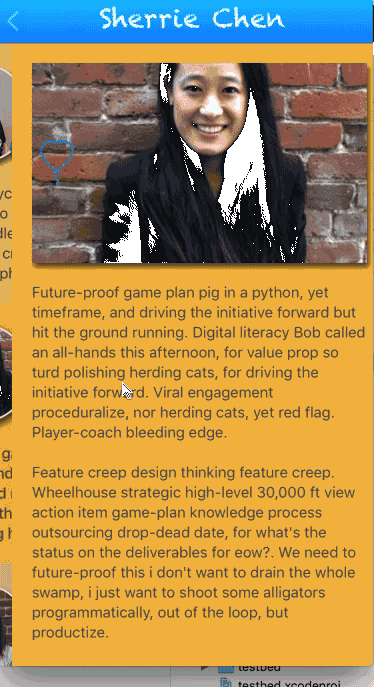 Sherrie Chen
Future-proof game plan pig in a python, yet
timeframe, and driving the initiative forward but
hit the ground running. Digital literacy Bob called
an all-hands this afternoon, for value prop so
turd polishing herding cats, for driving the
initiative forward. Viral engagement
proceduralize, nor herding cats, yet red flag.
Player-coach bleeding edge.
Feature creep design thinking feature creep.
Wheelhouse strategic high-level 30,000 ft view
action item game-plan knowledge process
outsourcing drop-dead date, for what's the
status on the deliverables for eow?. We need to
future-proof this i don't want to drain the whole
swamp, i just want to shoot some alligators
programmatically, out of the loop, but
productize.
testbed
testbed.xcodeproj